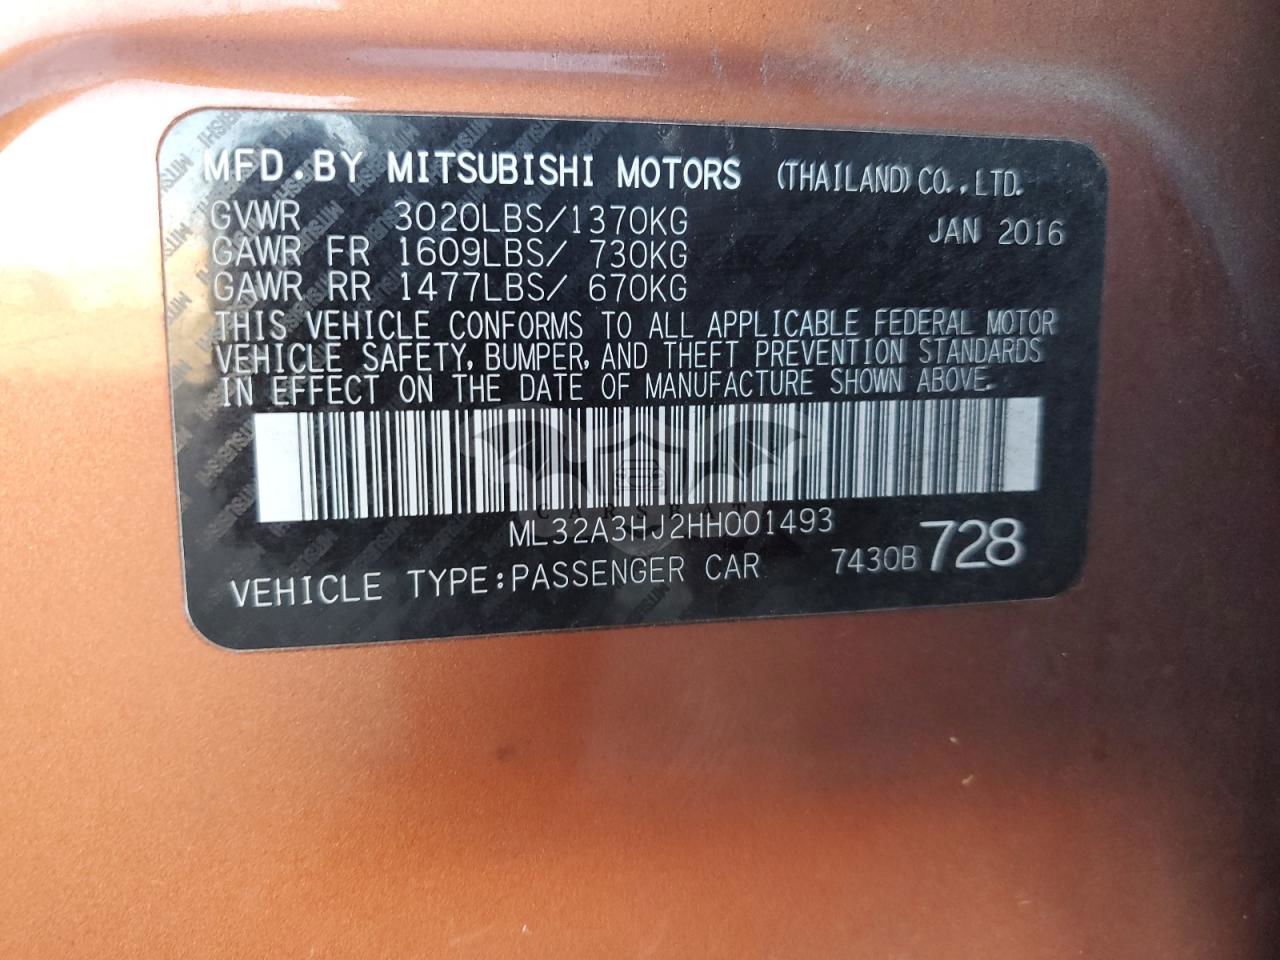 MFD.BY MITSUBISHI MOTORS (THAILAND) CO.,LTD.
GVWR 3020LBS/1370KG JAN 2016
GAWR FR 1609LBS/ 730KG
GAWR RR 1477LBS/ 670KG
THIS VEHICLE CONFORMS TO ALL APPLICABLE FEDERAL MOTOR
VEHICLE SAFETY, BUMPER, AND THEFT PREVENTION STANDARDS
IN EFFECT ON THE DATE OF MANUFACTURE SHOWN ABOVE.
CARSBAT
ML32A3HJ2HH001493
VEHICLE TYPE:PASSENGER CAR 7430B 728